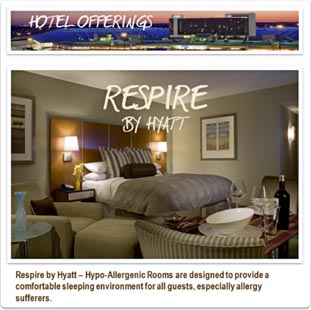 HOTEL OFFERINGS
RESPIRE
BY HYATT
Respire by Hyatt – Hypo-Allergenic Rooms are designed to provide a
comfortable sleeping environment for all guests, especially allergy
sufferers.